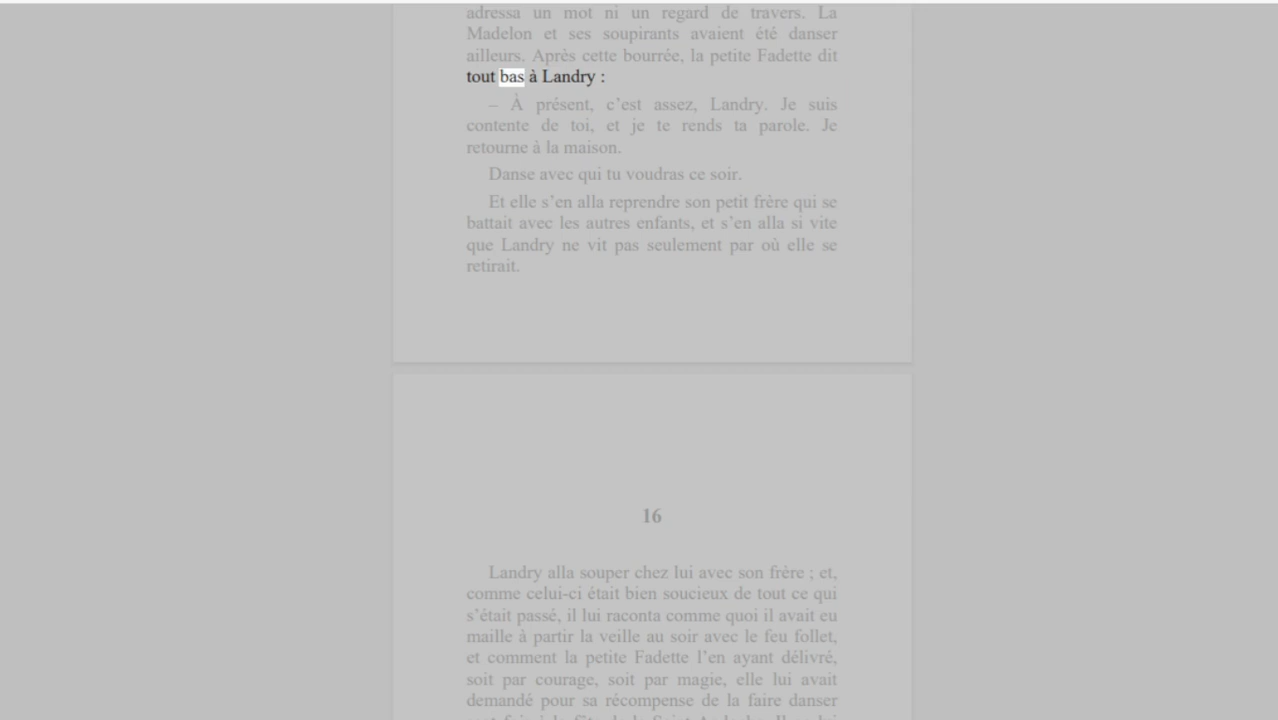 adressa un mot ni un regard de travers. La
Madelon et ses soupirants avaient été danser
ailleurs. Après cette bourrée, la petite Fadette dit
tout bas à Landry :
– À présent, c’est assez, Landry. Je suis
contente de toi, et je te rends ta parole. Je
retourne à la maison.
Danse avec qui tu voudras ce soir.
Et elle s’en alla reprendre son petit frère qui se
battait avec les autres enfants, et s’en alla si vite
que Landry ne vit pas seulement par où elle se
retirait.
16
Landry alla souper chez lui avec son frère ; et,
comme celui-ci était bien soucieux de tout ce qui
s’était passé, il lui raconta comme quoi il avait eu
maille à partir la veille au soir avec le feu follet,
et comment la petite Fadette l’en ayant délivré,
soit par courage, soit par magie, elle lui avait
demandé pour sa récompense de la faire danser